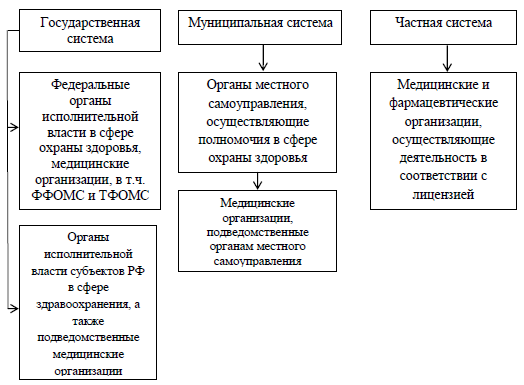 Государственная
система
Федеральные
органы
исполнительной
власти в сфере
охраны здоровья,
медицинские
организации, в т.ч.
ФФОМС и ТФОМС
Органы
исполнительной
власти субъектов РФ
в сфере
здравоохранения, а
также
подведомственные
медицинские
организации
Муниципальная система
Органы местного
самоуправления,
осуществляющие
полномочия в сфере
охраны здоровья
Медицинские
организации,
подведомственные
органам местного
самоуправления
Частная система
Медицинские и
фармацевтические
организации,
осуществляющие
деятельность в
соответствии с
лицензией